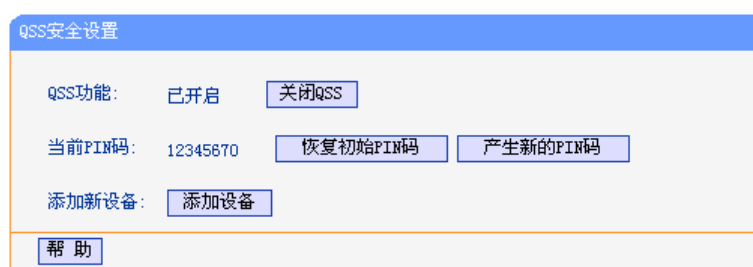 QSS安全设置
QSS功能: 已开启 关闭QSS
当前PIN码: 12345670 恢复初始PIN码 产生新的PIN码
添加新设备: 添加设备
帮 助